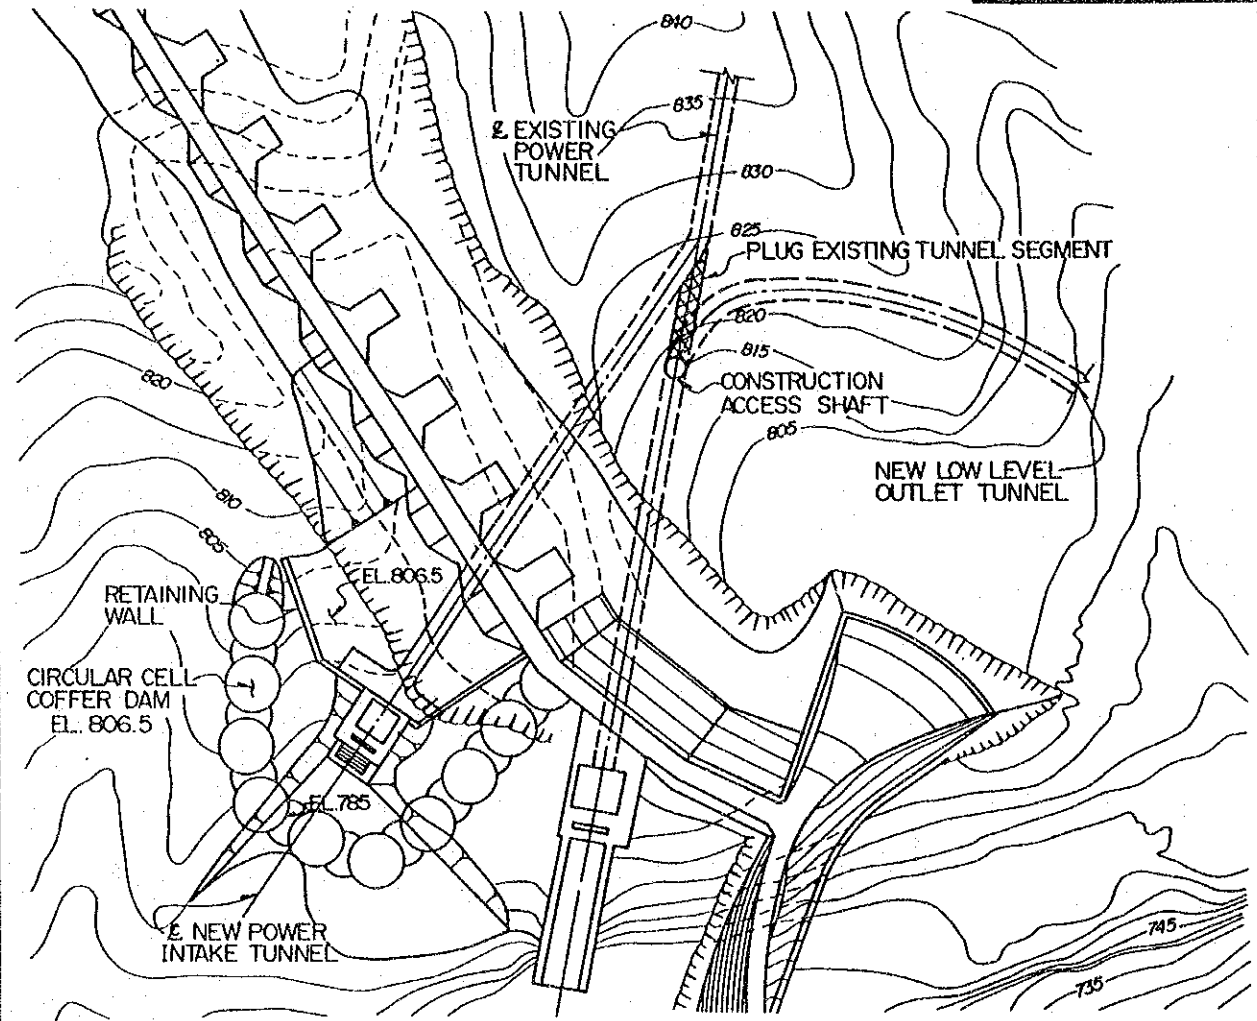 840
835
℄ EXISTING
POWER
TUNNEL
830
825
PLUG EXISTING TUNNEL SEGMENT
820
815
CONSTRUCTION
ACCESS SHAFT
805
NEW LOW LEVEL
OUTLET TUNNEL
820
810
805
EL.806.5
RETAINING
WALL
CIRCULAR CELL
COFFER DAM
EL. 806.5
EL.785
℄ NEW POWER
INTAKE TUNNEL
745
735